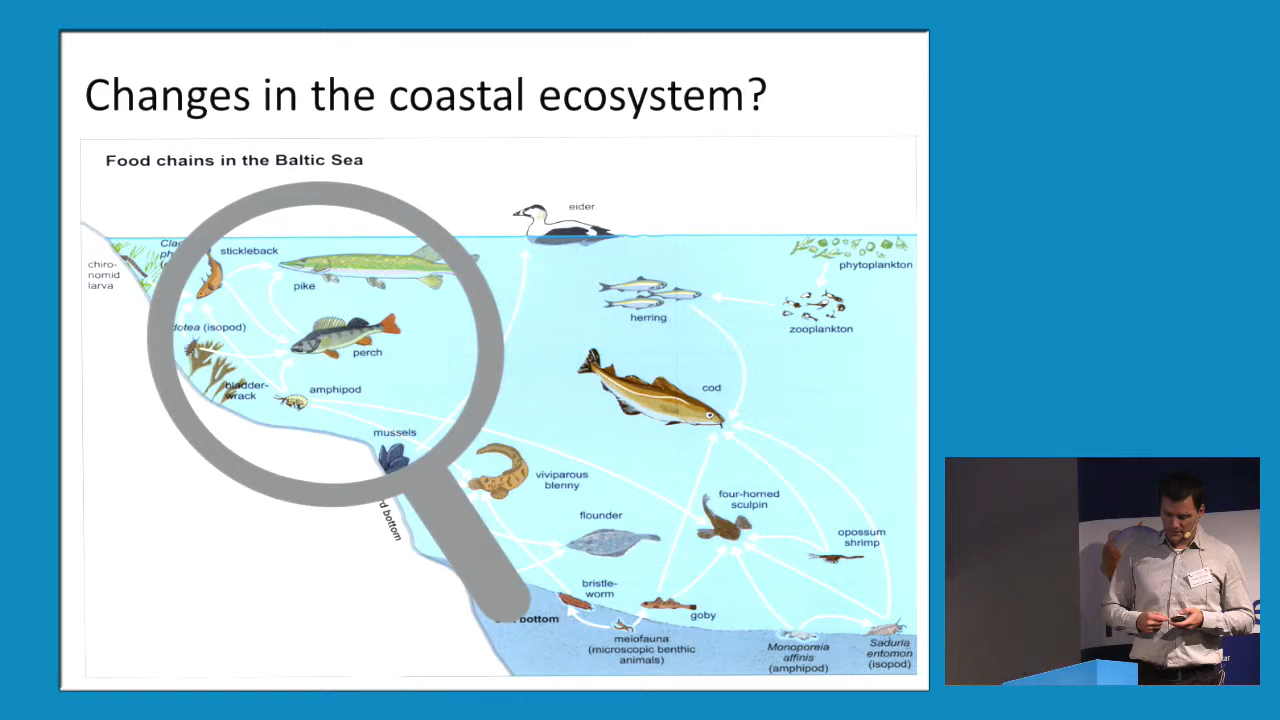 Changes in the coastal ecosystem?
Food chains in the Baltic Sea
eider
stickleback
chiro-
nomid
larva
pike
phytoplankton
herring
zooplankton
(isopod)
perch
cod
bladder-
wrack
amphipod
mussels
viviparous
blenny
four-horned
sculpin
flounder
opossum
shrimp
bristle-
worm
goby
bottom
bottom
meiofauna
(microscopic benthic
animals)
Monoporeia
affinis
(amphipod)
Saduria
entomon
(isopod)